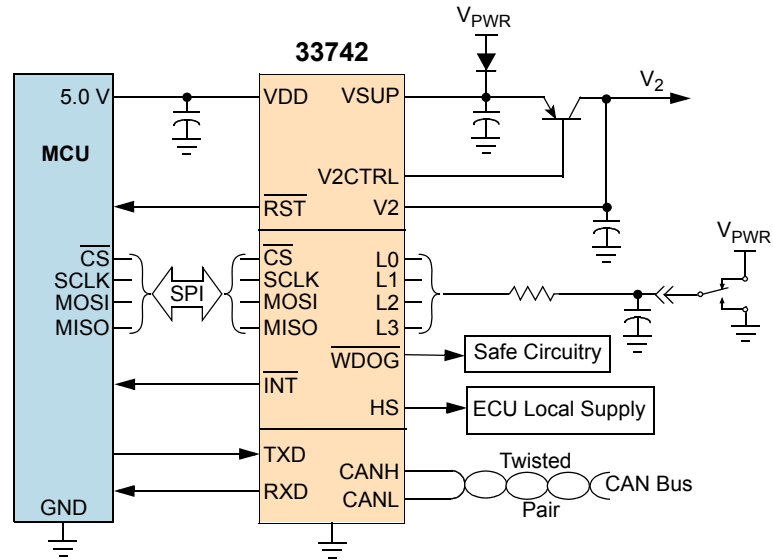 33742
VPWR
5.0 V
VDD
VSUP
V2
MCU
V2CTRL
RST
V2
VPWR
CS
CS
L0
SCLK
SCLK
L1
SPI
MOSI
MOSI
L2
MISO
MISO
L3
WDOG
Safe Circuitry
INT
HS
ECU Local Supply
TXD
CANH
Twisted
CAN Bus
RXD
CANL
Pair
GND